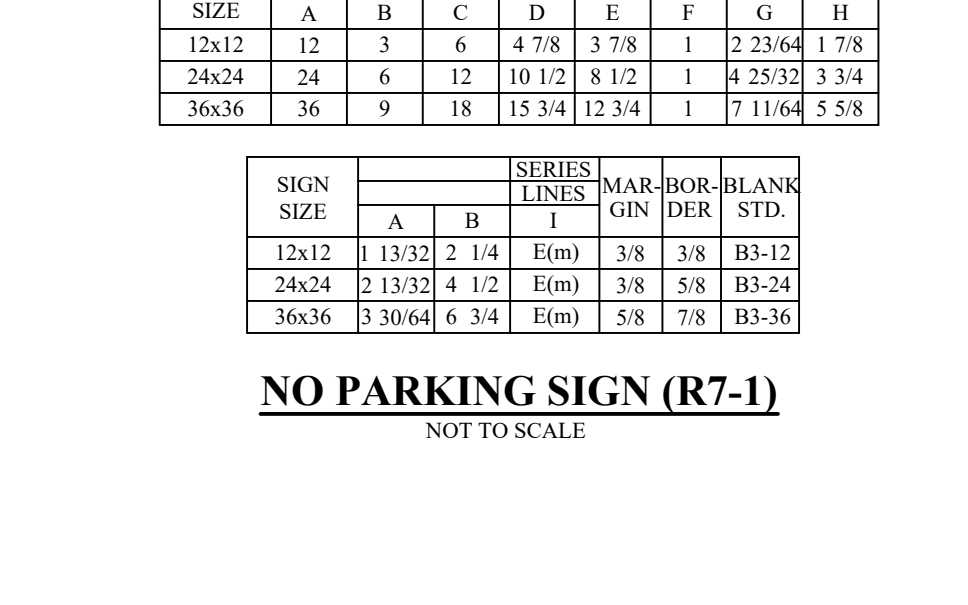 SIZE A B C D E F G H
12x12 12 3 6 4 7/8 3 7/8 1 2 23/64 1 7/8
24x24 24 6 12 10 1/2 8 1/2 1 4 25/32 3 3/4
36x36 36 9 18 15 3/4 12 3/4 1 7 11/64 5 5/8
SIGN SIZE SERIES LINES MAR- BOR- BLANK
A B I GIN DER STD.
12x12 1 13/32 2 1/4 E(m) 3/8 3/8 B3-12
24x24 2 13/32 4 1/2 E(m) 3/8 5/8 B3-24
36x36 3 30/64 6 3/4 E(m) 5/8 7/8 B3-36
NO PARKING SIGN (R7-1)
NOT TO SCALE